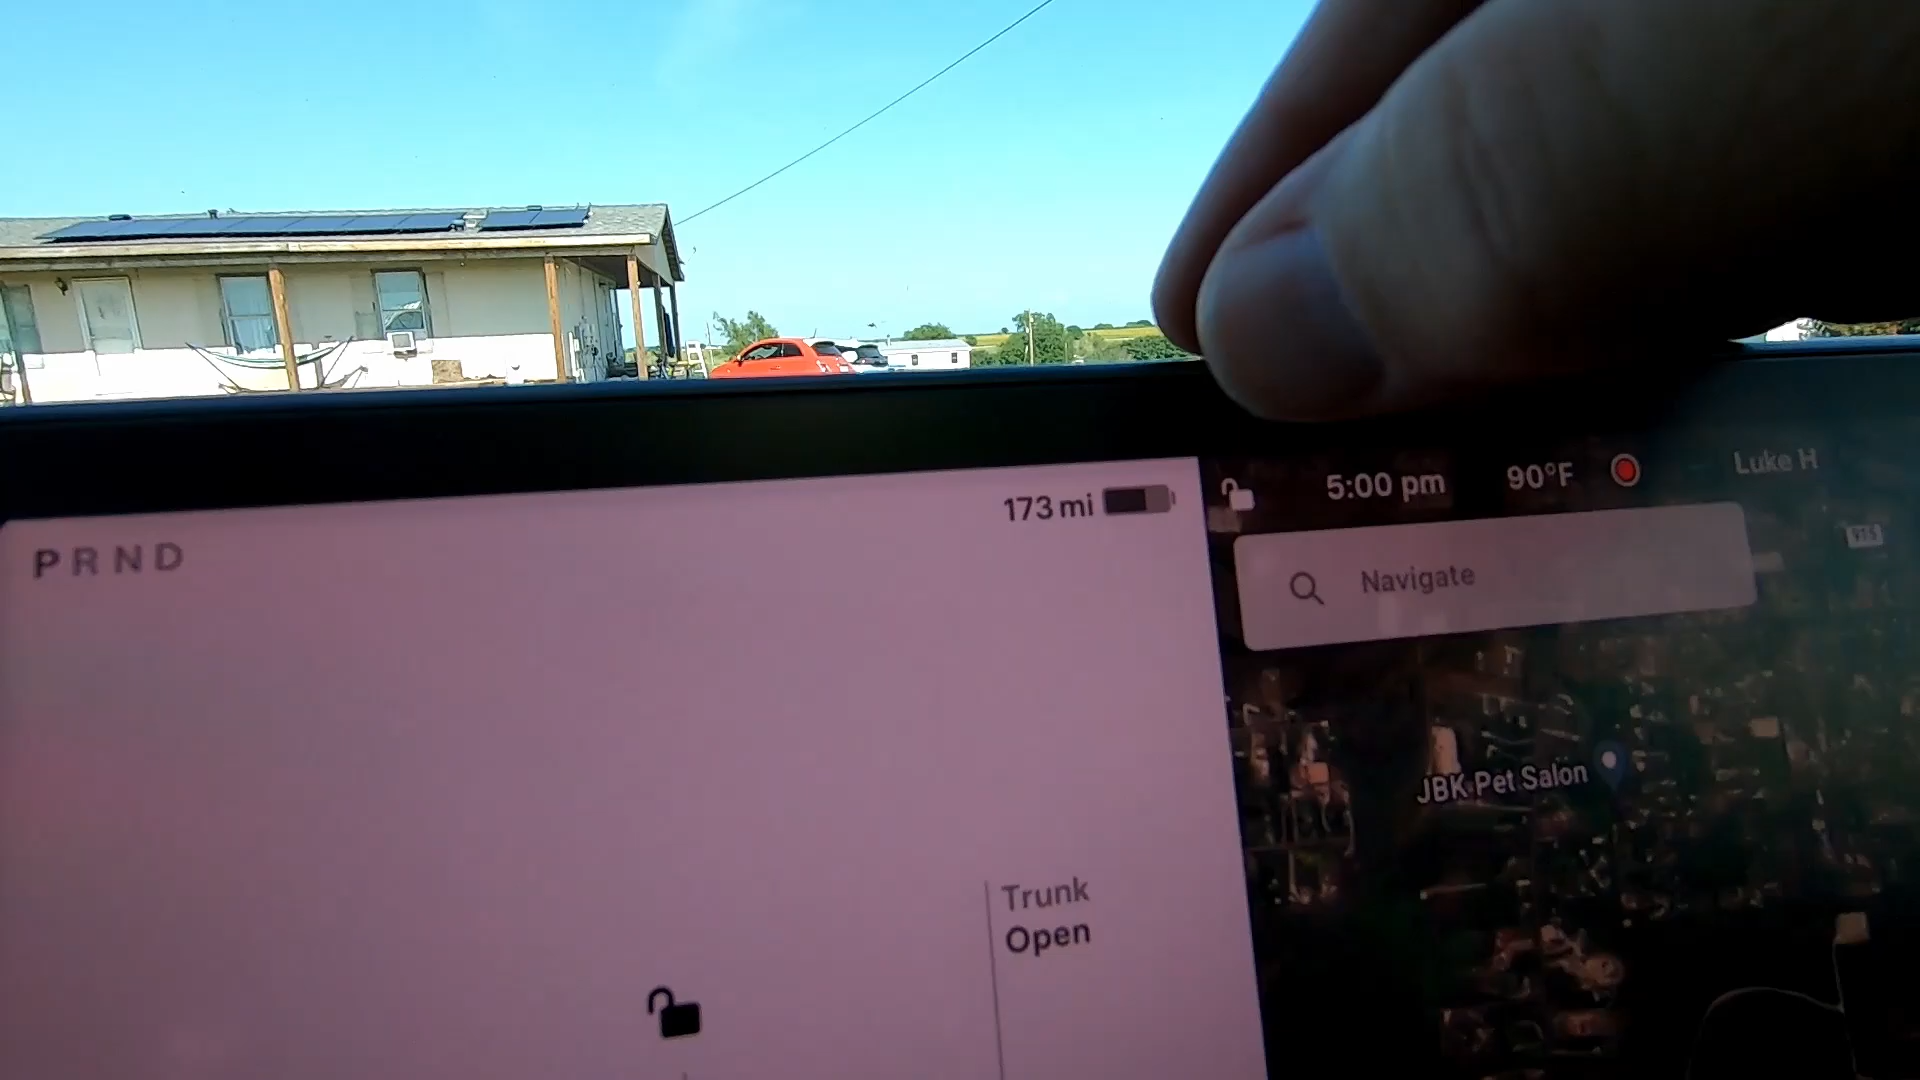 PRND
173 mi
5:00 pm
90°F
Luke H
Navigate
JBK Pet Salon
Trunk
Open